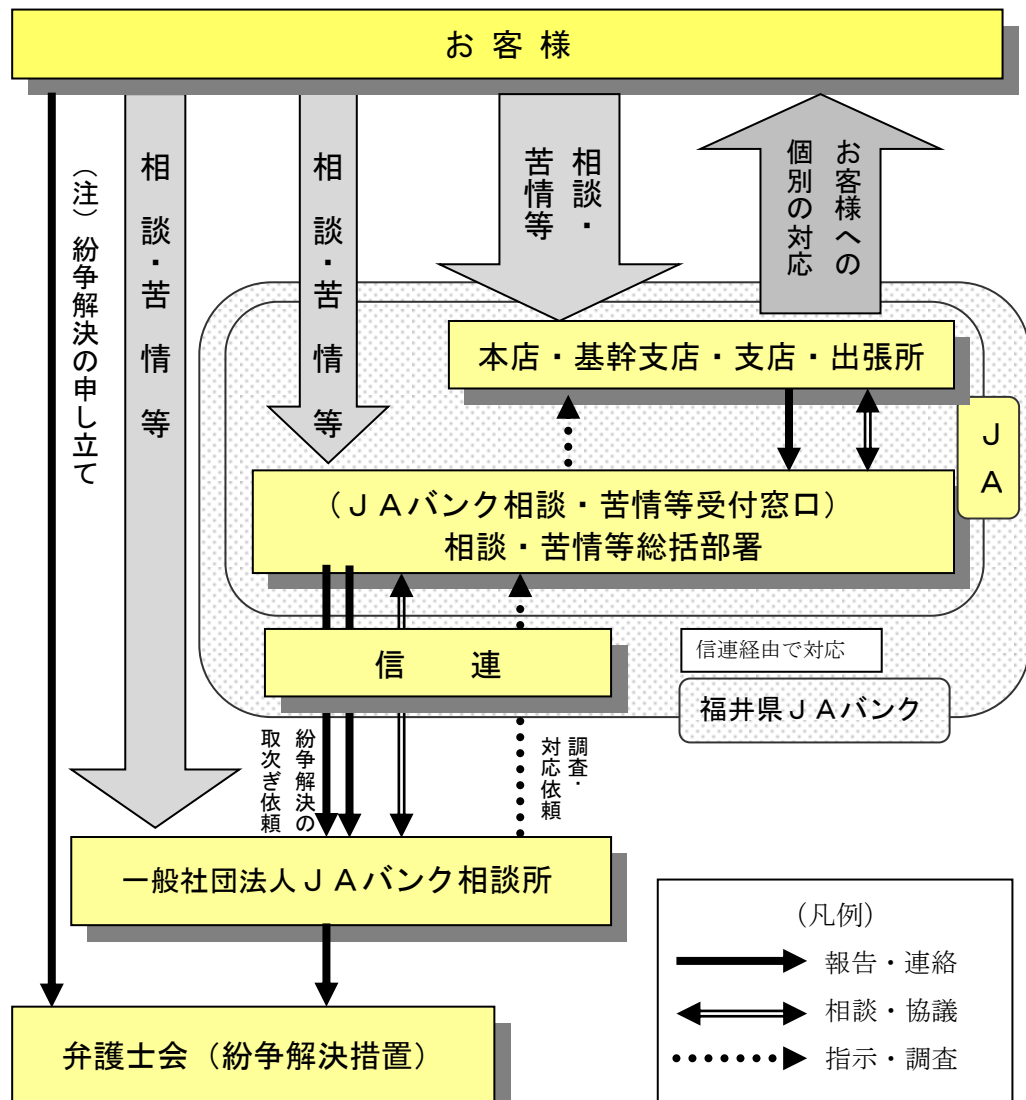 お客様
(注)紛争解決の申し立て
相談・苦情等
相談・苦情等
相談・
苦情等
お客様への
個別の対応
本店・基幹支店・支店・出張所
JA
(JAバンク相談・苦情等受付窓口)
相談・苦情等総括部署
信連
信連経由で対応
福井県JAバンク
紛争解決の
取次ぎ依頼
調査・
対応依頼
一般社団法人JAバンク相談所
弁護士会(紛争解決措置)
(凡例)
報告・連絡
相談・協議
指示・調査